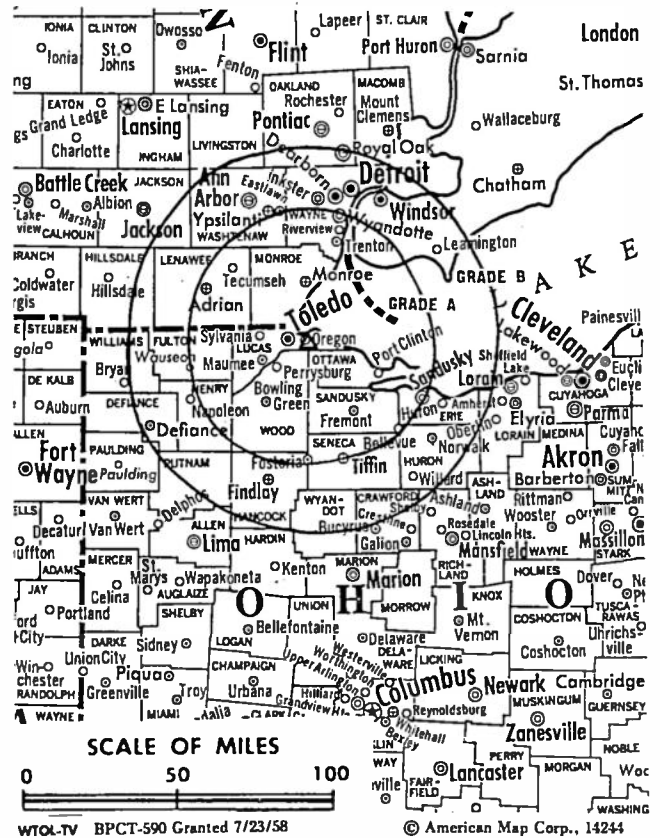 IONIA CLINTON Owosso Lapeer ST. CLAIR
London
Ionia St. Johns Flint Port Huron Sarnia
SHIA-WASSEE Fenton
OAKLAND MACOMB St. Thomas
EATON E Lansing Rochester Mount Clemens
Grand Ledge Lansing Pontiac Wallaceburg
Charlotte INGHAM LIVINGSTON Dearborn Royal Oak
Battle Creek JACKSON Ann Arbor Inkster Detroit Chatham
Lake-view Marshall Albion Eastlawn Windsor
CALHOUN Jackson Ypsilanti WAYNE Wyandotte
WASHTENAW Riverview Trenton Leamington
BRANCH HILLSDALE LENAWEE MONROE GRADE B LAKE
Coldwater Hillsdale Tecumseh Monroe
Adrian GRADE A
Toledo Cleveland Painesville
STEUBEN WILLIAMS FULTON Sylvania LUCAS Oregon Port Clinton Lakewood
Wauseon Maumee OTTAWA Sandusky Sheffield Lake
Bryan Perrysburg Lorain CUYAHOGA
DE KALB HENRY Bowling Green SANDUSKY Huron Amherst Elyria Parma
Auburn DEFIANCE Napoleon Fremont ERIE Oberlin
Defiance WOOD SENECA Bellevue Norwalk LORAIN MEDINA
ALLEN PAULDING PUTNAM Fostoria Tiffin HURON Akron
Fort Wayne Paulding Willard ASH-LAND Barberton
Findlay WYAN-DOT CRAWFORD Ashland Rittman
VAN WERT Delphos HANCOCK Crestline Shelby Wooster Orrville
Decatur Van Wert ALLEN Bucyrus Rosedale Massillon
Lima HARDIN Galion Lincoln Hts.
Mansfield WAYNE STARK
ADAMS MERCER St. Marys Wapakoneta Kenton MARION RICH-LAND HOLMES
JAY Celina AUGLAIZE Marion KNOX Dover
Portland SHELBY UNION MORROW TUSCA-RAWAS
OHIO
LOGAN Bellefontaine Mt. Vernon COSHOCTON Uhrichs-ville
DARKE Sidney Delaware DELA-WARE Coshocton
Union City CHAMPAIGN Westerville LICKING
Winchester Piqua Worthington
RANDOLPH Greenville Urbana Upper Arlington Columbus Newark Cambridge
Troy Hilliard Reynoldsburg MUSKINGUM GUERNSEY
WAYNE MIAMI Grandview Hts Whitehall Zanesville
Bexley
PERRY NOBLE
FAIR-FIELD Lancaster MORGAN
SCALE OF MILES
0 50 100
WTOL-TV BPCT-590 Granted 7/23/58 © American Map Corp., 14244